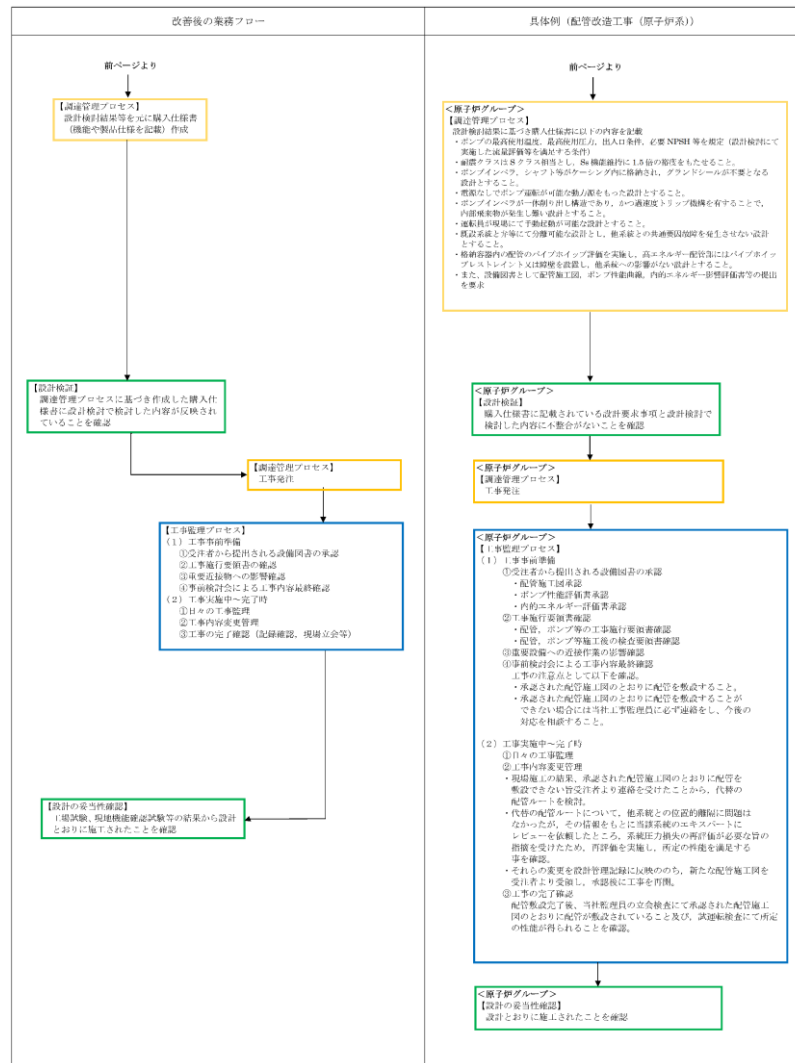 改善後の業務フロー
前ページより
【調達管理プロセス】
設計検討結果等を元に購入仕様書
（機能や製品仕様を記載）作成
【設計検証】
調達管理プロセスに基づき作成した購入仕
様書に設計検討で検討した内容が反映され
ていることを確認
【調達管理プロセス】
工事発注
【工事監理プロセス】
（１）工事事前準備
①受注者から提出される設備図書の承認
②工事施行要領書の確認
③重要近接物への影響確認
④事前検討会による工事内容最終確認
（２）工事実施中～完了時
①日々の工事監理
②工事内容変更管理
③工事の完了確認（記録確認、現場立会等）
【設計の妥当性確認】
工場試験、現地機能確認試験等の結果から設計
とおりに施工されたことを確認
具体例（配管改造工事（原子炉系））
前ページより
＜原子炉グループ＞
【調達管理プロセス】
設計検討結果に基づき購入仕様書に以下の内容を記載
・ポンプの最高使用温度、最高使用圧力、出入口条件、必要 NPSH 等を規定（設計検討にて
実施した流量評価等を満足する条件）
・耐震クラスは S クラス相当とし、Ss 機能維持に 1.5 倍の裕度をもたせること。
・ポンプインペラ、シャフト等がケーシング内に格納され、グランドシールが不要となる
設計とすること。
・電源なしでポンプ運転が可能な動力源をもった設計とすること。
・ポンプインペラが一体削り出し構造であり、かつ過速度トリップ機構を有することで、
内部飛来物が発生し難い設計とすること。
・運転員が現場にて手動起動が可能な設計とすること。
・既設系統と弁等にて分離可能な設計とし、他系統との共通要因故障を発生させない設計
とすること。
・格納容器内の配管のパイプホイップ評価を実施し、高エネルギー配管部にはパイプホイッ
プレストレイント又は障壁を設置し、他系統への影響がない設計とすること。
・また、設備図書として配管施工図、ポンプ性能曲線、内的エネルギー影響評価書等の提出
を要求
＜原子炉グループ＞
【設計検証】
購入仕様書に記載されている設計要求事項と設計検討で
検討した内容に不整合がないことを確認
＜原子炉グループ＞
【調達管理プロセス】
工事発注
＜原子炉グループ＞
【工事監理プロセス】
（１）工事事前準備
①受注者から提出される設備図書の承認
・配管施工図承認
・ポンプ性能評価書承認
・内的エネルギー評価書承認
②工事施行要領書確認
・配管、ポンプ等の工事施行要領書確認
・配管、ポンプ等施工後の検査要領書確認
③重要設備への近接作業の影響確認
④事前検討会による工事内容最終確認
工事の注意点として以下を確認。
・承認された配管施工図のとおりに配管を敷設すること。
・承認された配管施工図のとおりに配管を敷設することが
できない場合には当社工事監理員に必ず連絡をし、今後の
対応を相談すること。
（２）工事実施中～完了時
①日々の工事監理
②工事内容変更管理
・現場施工の結果、承認された配管施工図のとおりに配管を
敷設できない旨受注者より連絡を受けたことから、代替の
配管ルートを検討。
・代替の配管ルートについて、他系統との位置的離隔に問題は
なかったが、その情報をもとに当該系統のエキスパートに
レビューを依頼したところ、系統圧力損失の再評価が必要な旨の
指摘を受けたため、再評価を実施し、所定の性能を満足する
事を確認。
・それらの変更を設計管理記録に反映ののち、新たな配管施工図を
受注者より受領し、承認後に工事を再開。
③工事の完了確認
配管敷設完了後、当社監理員の立会検査にて承認された配管施工
図のとおりに配管が敷設されていること及び、試運転検査にて所定
の性能が得られることを確認。
＜原子炉グループ＞
【設計の妥当性確認】
設計とおりに施工されたことを確認